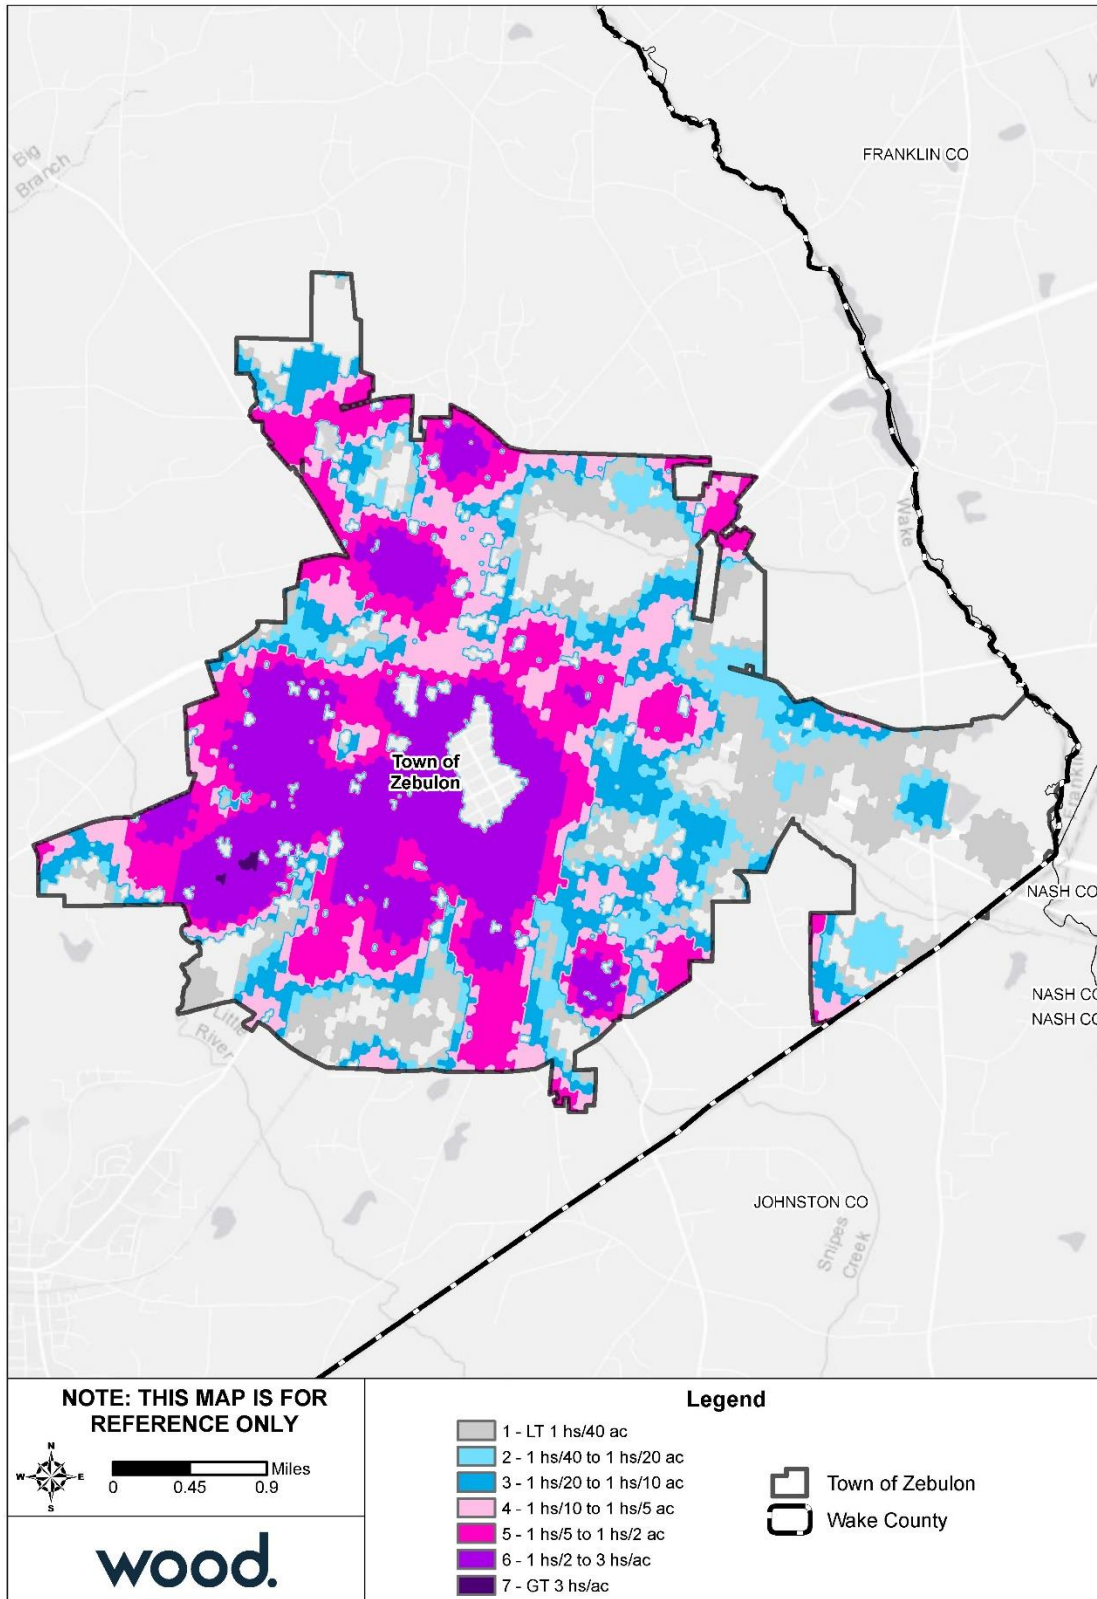 FRANKLIN CO
Big
Branch
Wake
Town of
Zebulon
Franklin
NASH CO
NASH CO
NASH CO
Little
River
JOHNSTON CO
Snipes
Creek
NOTE: THIS MAP IS FOR
REFERENCE ONLY
N
W E
S
Miles
0 0.45 0.9
wood.
Legend
1 - LT 1 hs/40 ac
2 - 1 hs/40 to 1 hs/20 ac
3 - 1 hs/20 to 1 hs/10 ac
4 - 1 hs/10 to 1 hs/5 ac
5 - 1 hs/5 to 1 hs/2 ac
6 - 1 hs/2 to 3 hs/ac
7 - GT 3 hs/ac
Town of Zebulon
Wake County